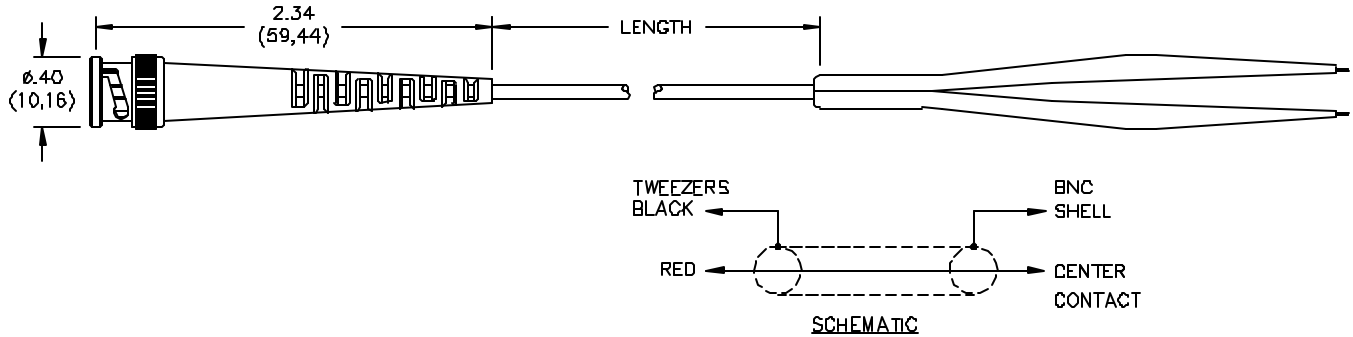 2.34
(59,44)
LENGTH
ø.40
(10,16)
TWEEZERS
BLACK
BNC
SHELL
RED
CENTER
CONTACT
SCHEMATIC